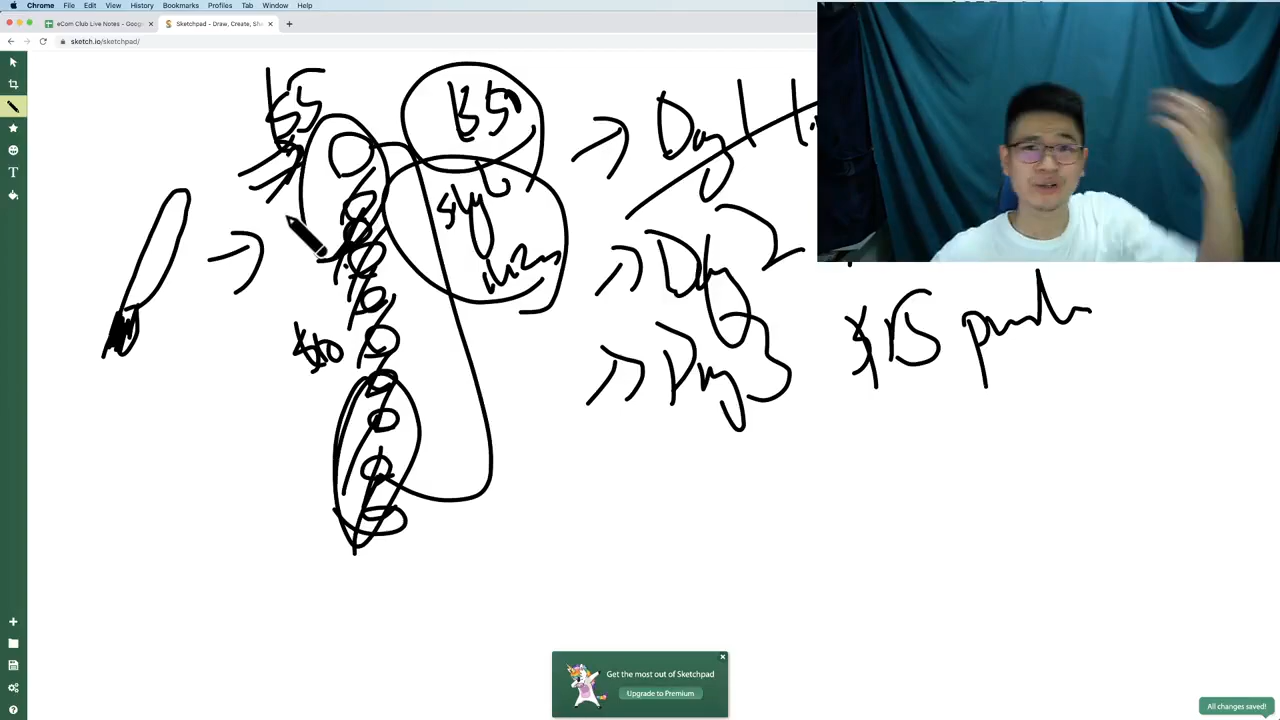 Chrome File Edit View History Bookmarks Profiles Tab Window Help
eCom Club Live Notes - Goog
Sketchpad - Draw, Create, Sh
sketch.io/sketchpad/
$5
$50
Day 1
Day 2
$10
Day 3
$15
Get the most out of Sketchpad
Upgrade to Premium
All changes saved!